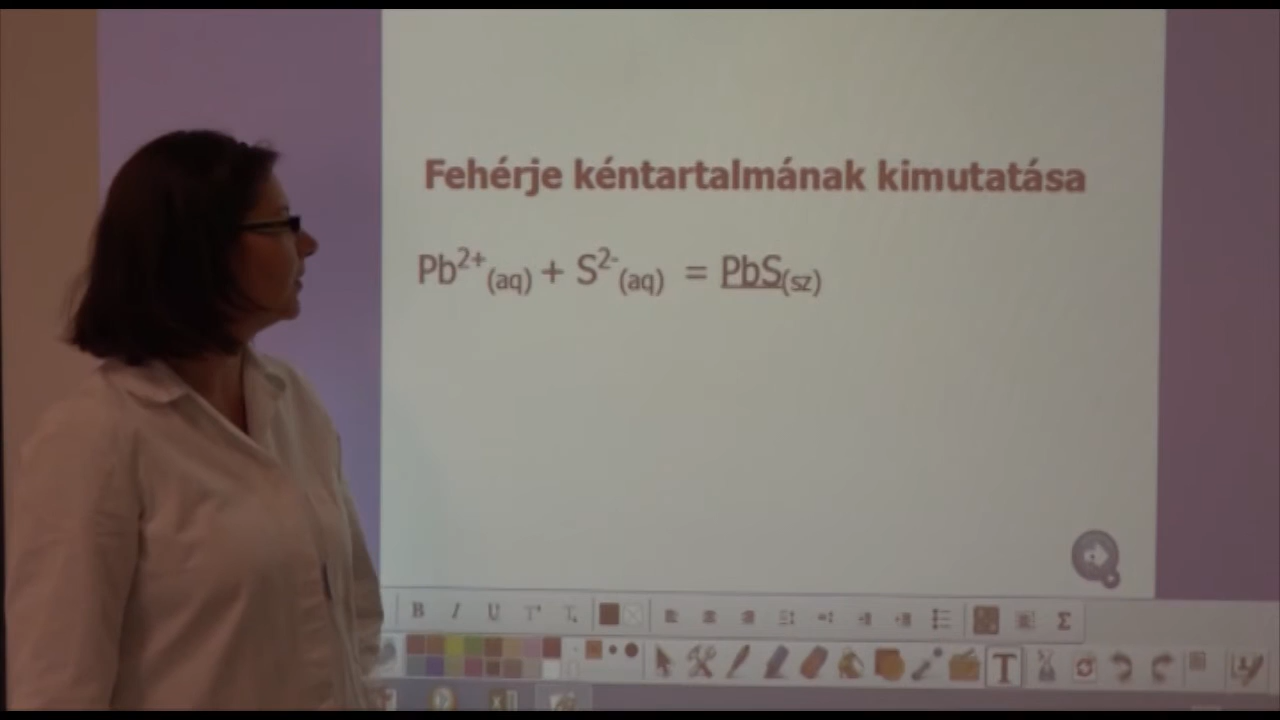 Fehérje kéntartalmának kimutatása
Pb²⁺(aq) + S²⁻(aq) = PbS(sz)
B I U T T
T